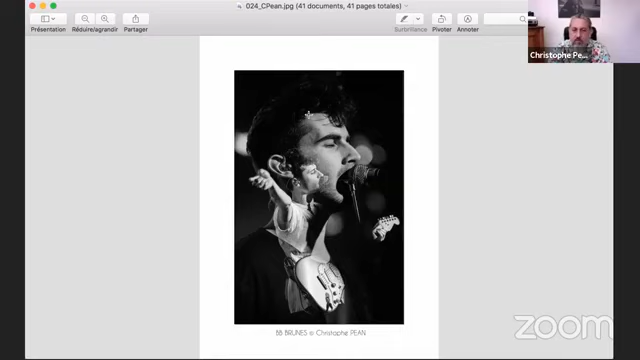 024_CPean.jpg (41 documents, 41 pages totales)
Présentation
Réduire/agrandir
Partager
Surbrillance
Pivoter
Annoter
Christophe Pe...
BB BRUNES © Christophe PEAN
zoom